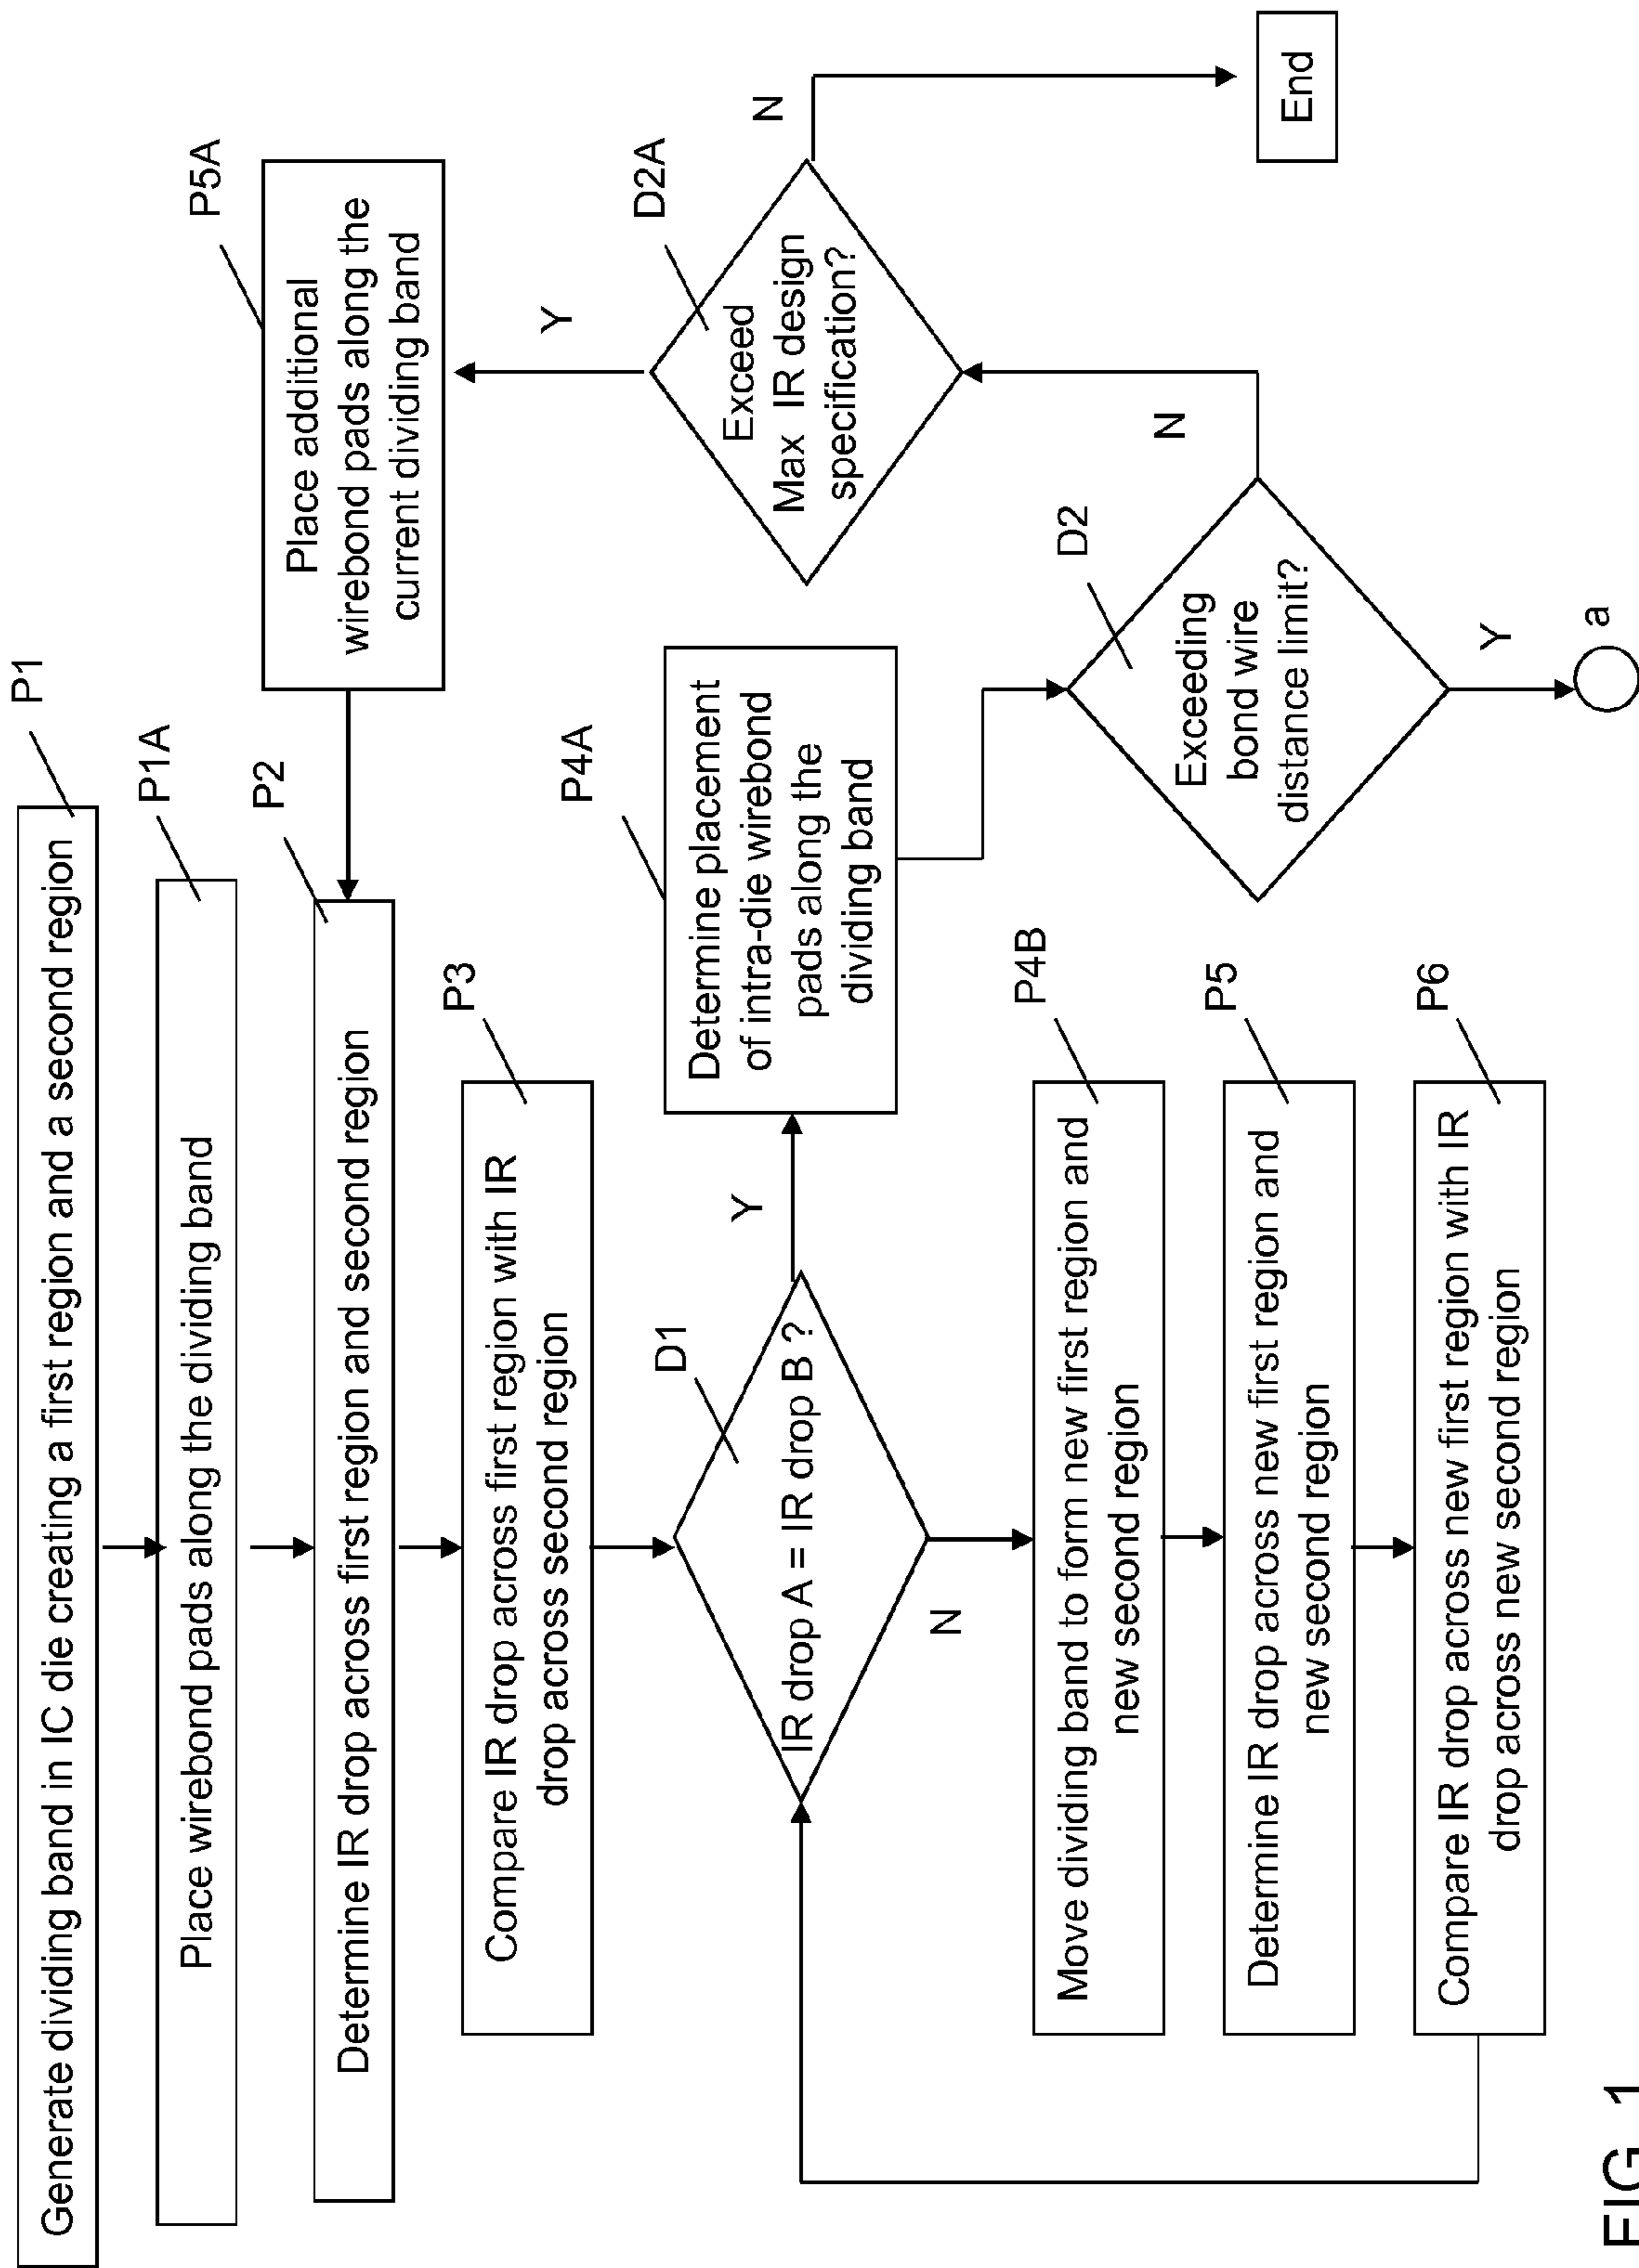 P1
Generate dividing band in IC die creating a first region and a second region
P1A
Place wirebond pads along the dividing band
P2
Determine IR drop across first region and second region
P3
Compare IR drop across first region with IR
drop across second region
D1
IR drop A = IR drop B ?
Y
N
P4B
Move dividing band to form new first region and
new second region
P5
Determine IR drop across new first region and
new second region
P6
Compare IR drop across new first region with IR
drop across new second region
P4A
Determine placement
of intra-die wirebond
pads along the
dividing band
D2
Exceeding
bond wire
distance limit?
N
Y
a
D2A
Exceed
Max IR design
specification?
Y
N
P5A
Place additional
wirebond pads along the
current dividing band
End
FIG 1